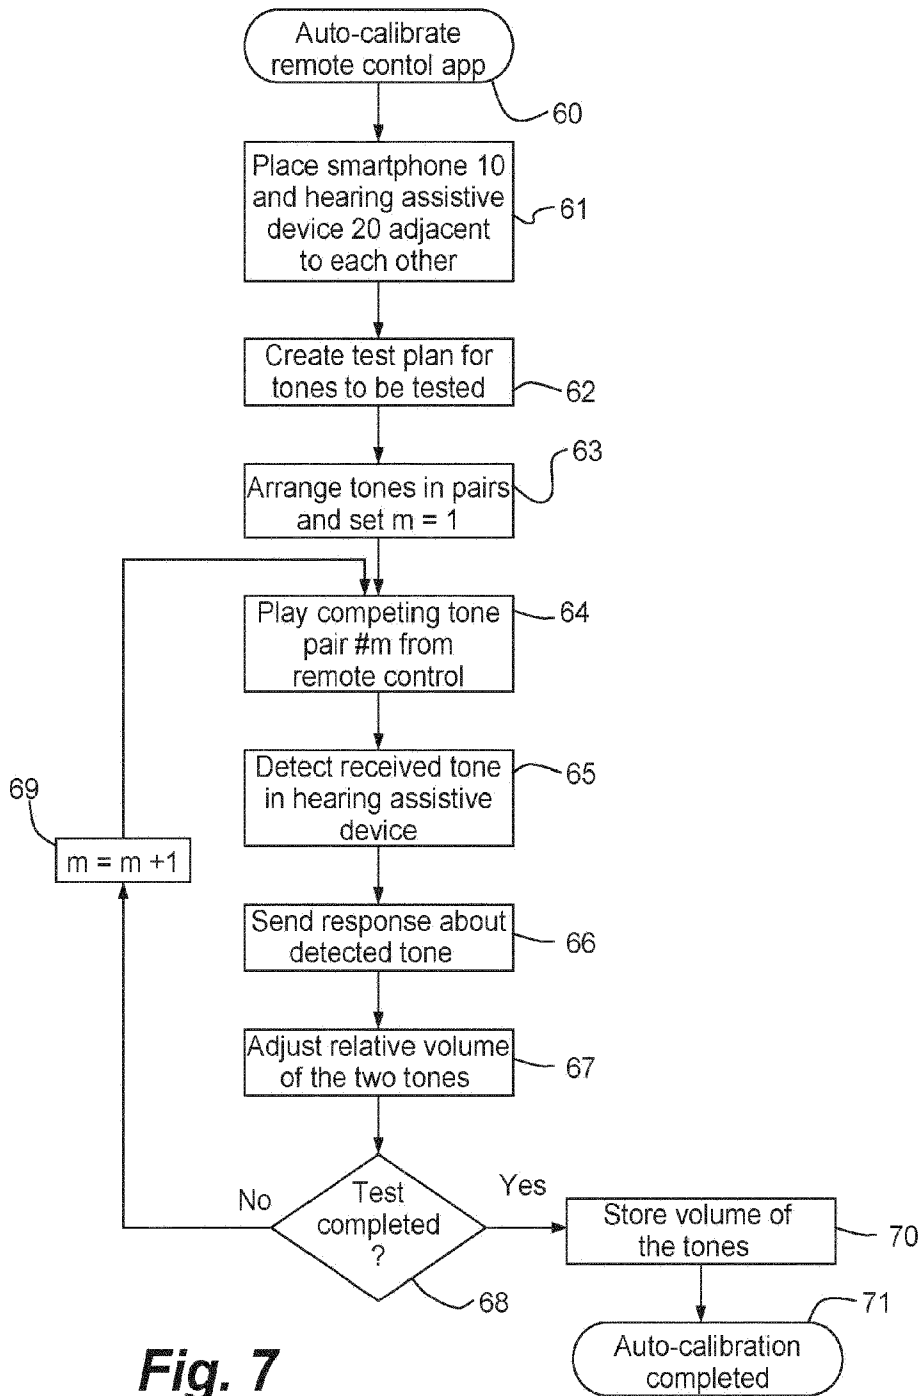 Auto-calibrate
remote contol app
60
Place smartphone 10
and hearing assistive
device 20 adjacent
to each other
61
Create test plan for
tones to be tested
62
63
Arrange tones in pairs
and set m = 1
Play competing tone
pair #m from
remote control
64
Detect received tone
in hearing assistive
device
65
69
m = m +1
Send response about
detected tone
66
Adjust relative volume
of the two tones
67
No
Test
completed
?
Yes
68
Store volume of
the tones
70
71
Auto-calibration
completed
Fig. 7